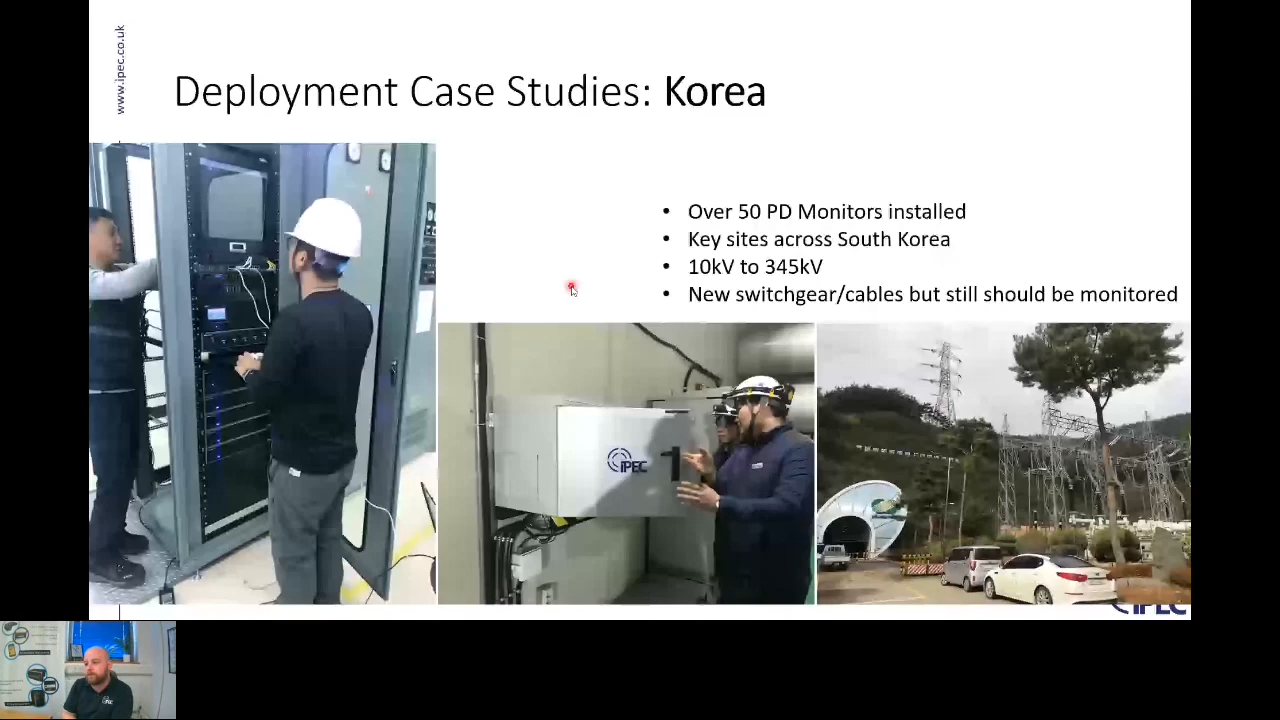 www.ipec.co.uk
Deployment Case Studies: Korea
• Over 50 PD Monitors installed
• Key sites across South Korea
• 10kV to 345kV
• New switchgear/cables but still should be monitored
iPEC
IPEC